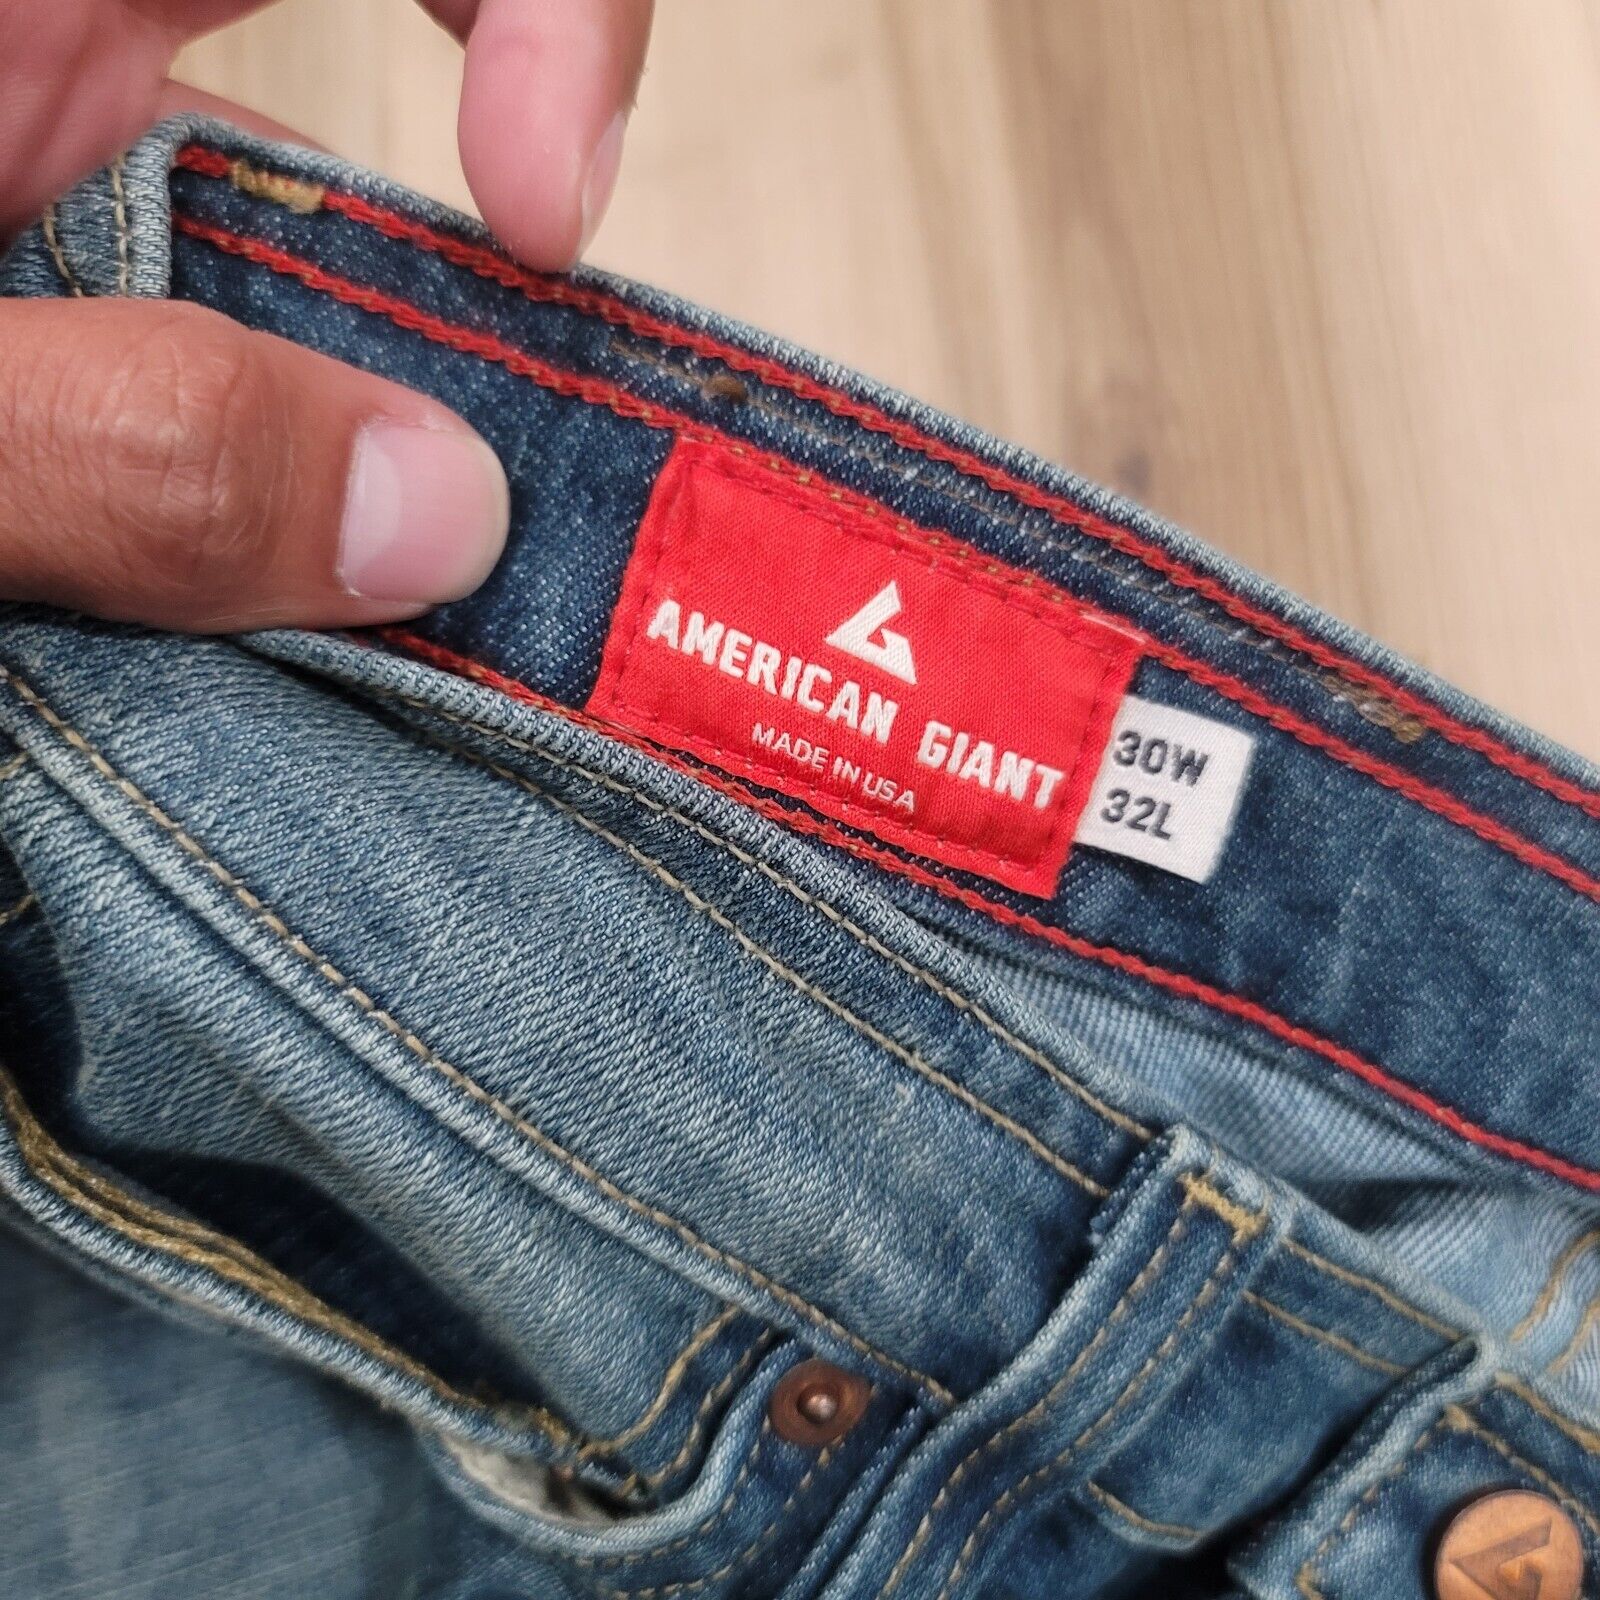 AMERICAN GIANT
MADE IN USA
30W
32L